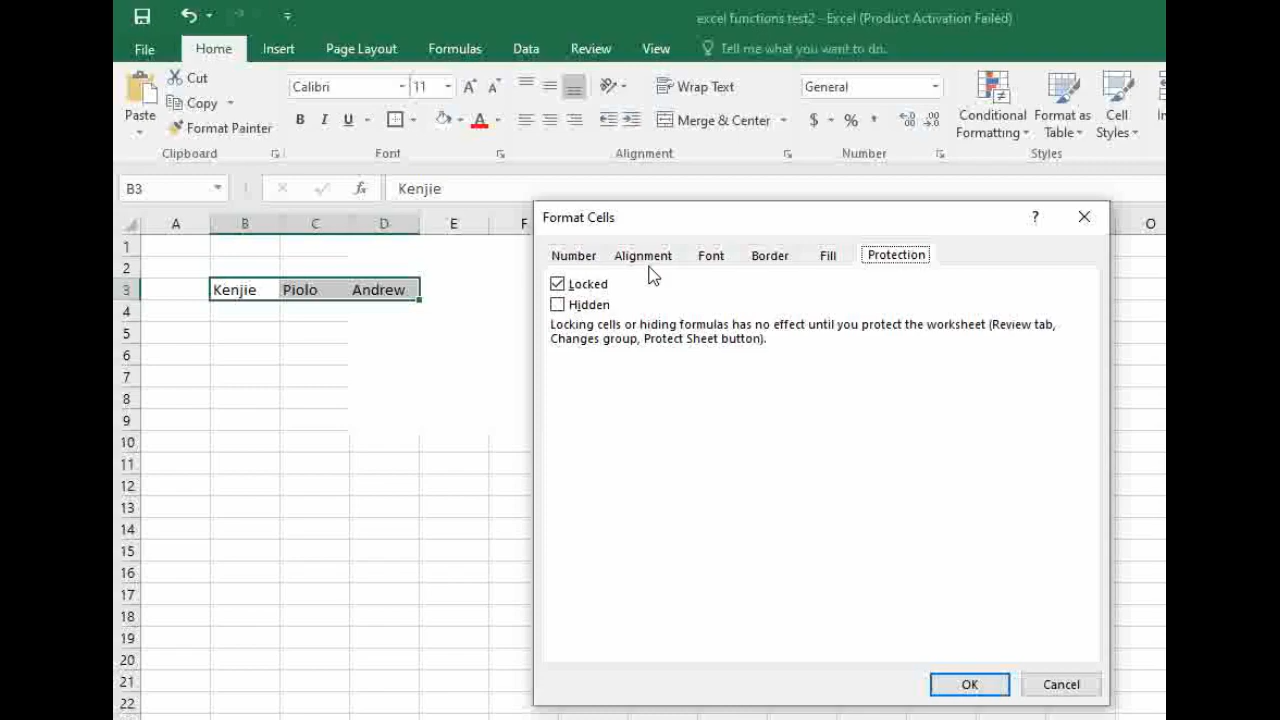 excel functions test2 - Excel (Product Activation Failed)
File Home Insert Page Layout Formulas Data Review View Tell me what you want to do.
Paste
Cut
Copy
Format Painter
Clipboard
Calibri 11
B I U A
Font
Wrap Text
Merge & Center
Alignment
General
$ %
Number
Conditional Formatting
Format as Table
Cell Styles
Styles
B3 fx Kenjie
A B C D E F O
1
2
3 Kenjie Piolo Andrew
4
5
6
7
8
9
10
11
12
13
14
15
16
17
18
19
20
21
22
Format Cells ?
Number Alignment Font Border Fill Protection
Locked
Hidden
Locking cells or hiding formulas has no effect until you protect the worksheet (Review tab,
Changes group, Protect Sheet button).
OK Cancel